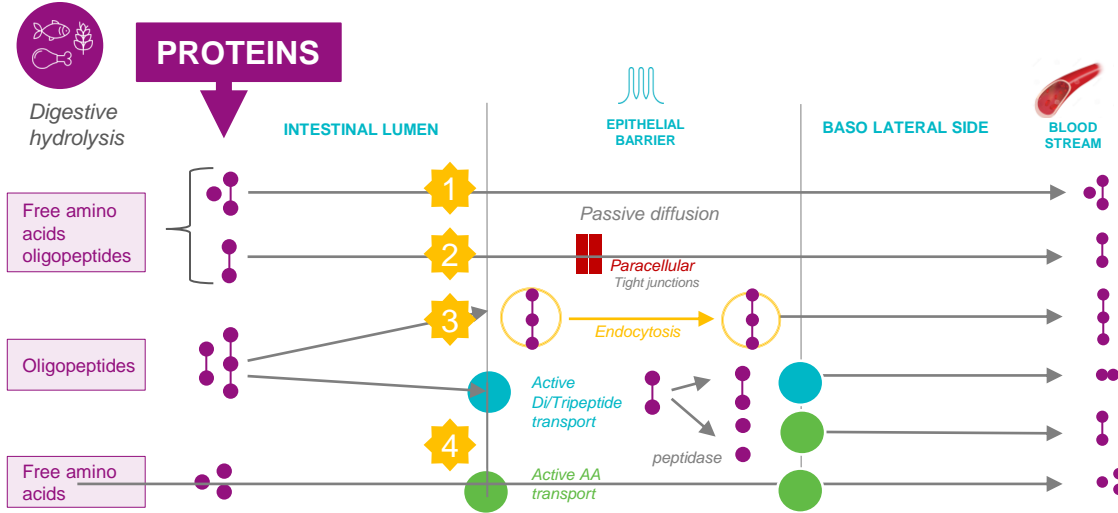 PROTEINS
Digestive
hydrolysis
INTESTINAL LUMEN
EPITHELIAL
BARRIER
BASO LATERAL SIDE
BLOOD
STREAM
Free amino
acids
oligopeptides
1
Passive diffusion
2
Paracellular
Tight junctions
3
Endocytosis
Oligopeptides
Active
Di/Tripeptide
transport
4
peptidase
Free amino
acids
Active AA
transport